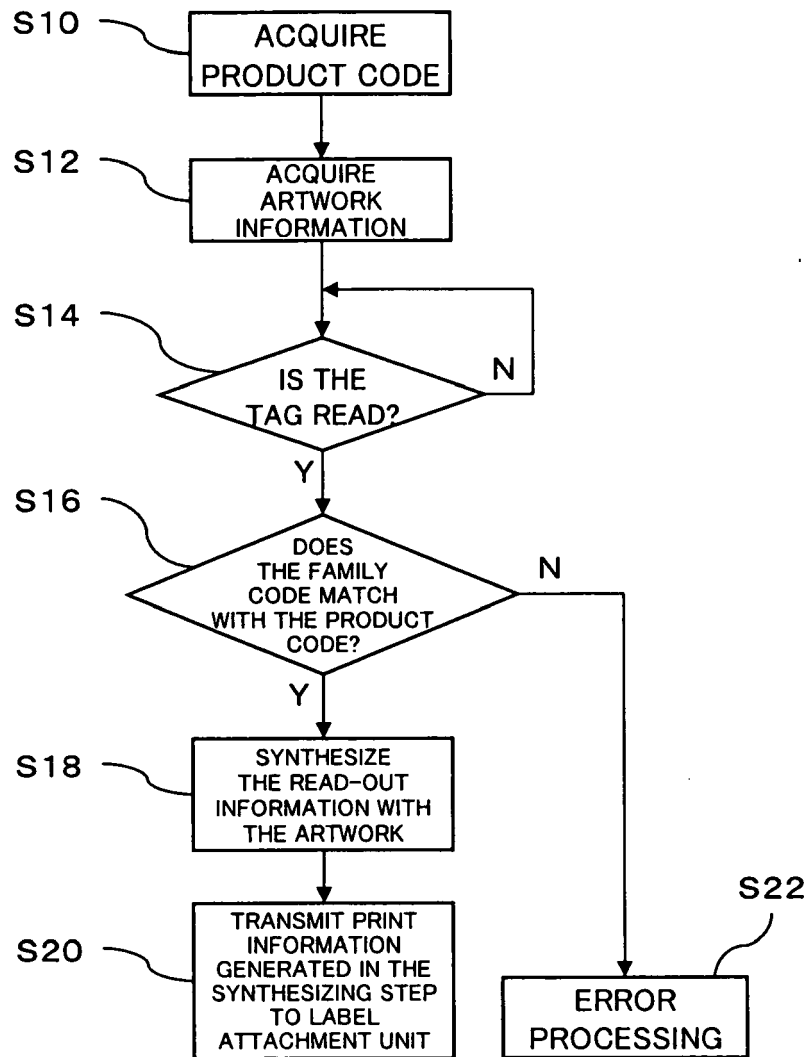 S10
ACQUIRE
PRODUCT CODE
S12
ACQUIRE
ARTWORK
INFORMATION
S14
IS THE
TAG READ?
N
Y
S16
DOES
THE FAMILY
CODE MATCH
WITH THE PRODUCT
CODE?
N
Y
S18
SYNTHESIZE
THE READ-OUT
INFORMATION WITH
THE ARTWORK
S20
TRANSMIT PRINT
INFORMATION
GENERATED IN THE
SYNTHESIZING STEP
TO LABEL
ATTACHMENT UNIT
S22
ERROR
PROCESSING